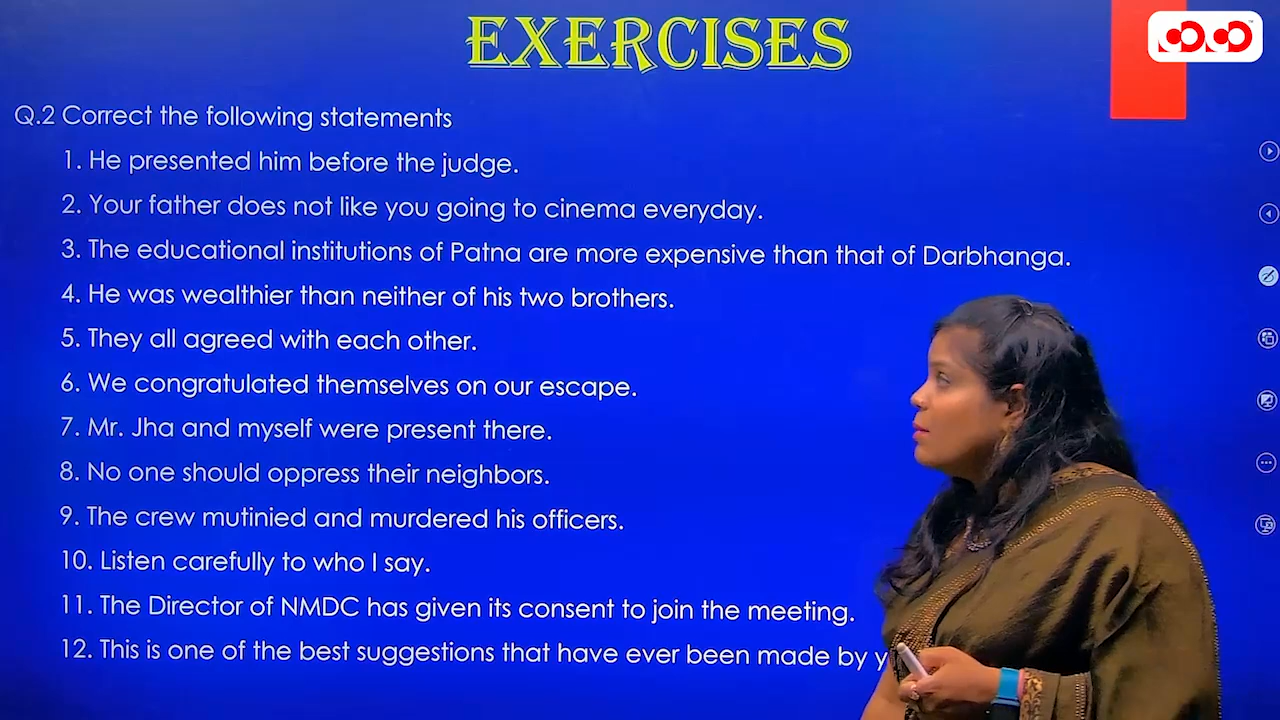 EXERCISES
Q.2 Correct the following statements
1. He presented him before the judge.
2. Your father does not like you going to cinema everyday.
3. The educational institutions of Patna are more expensive than that of Darbhanga.
4. He was wealthier than neither of his two brothers.
5. They all agreed with each other.
6. We congratulated themselves on our escape.
7. Mr. Jha and myself were present there.
8. No one should oppress their neighbors.
9. The crew mutinied and murdered his officers.
10. Listen carefully to who I say.
11. The Director of NMDC has given its consent to join the meeting.
12. This is one of the best suggestions that have ever been made by